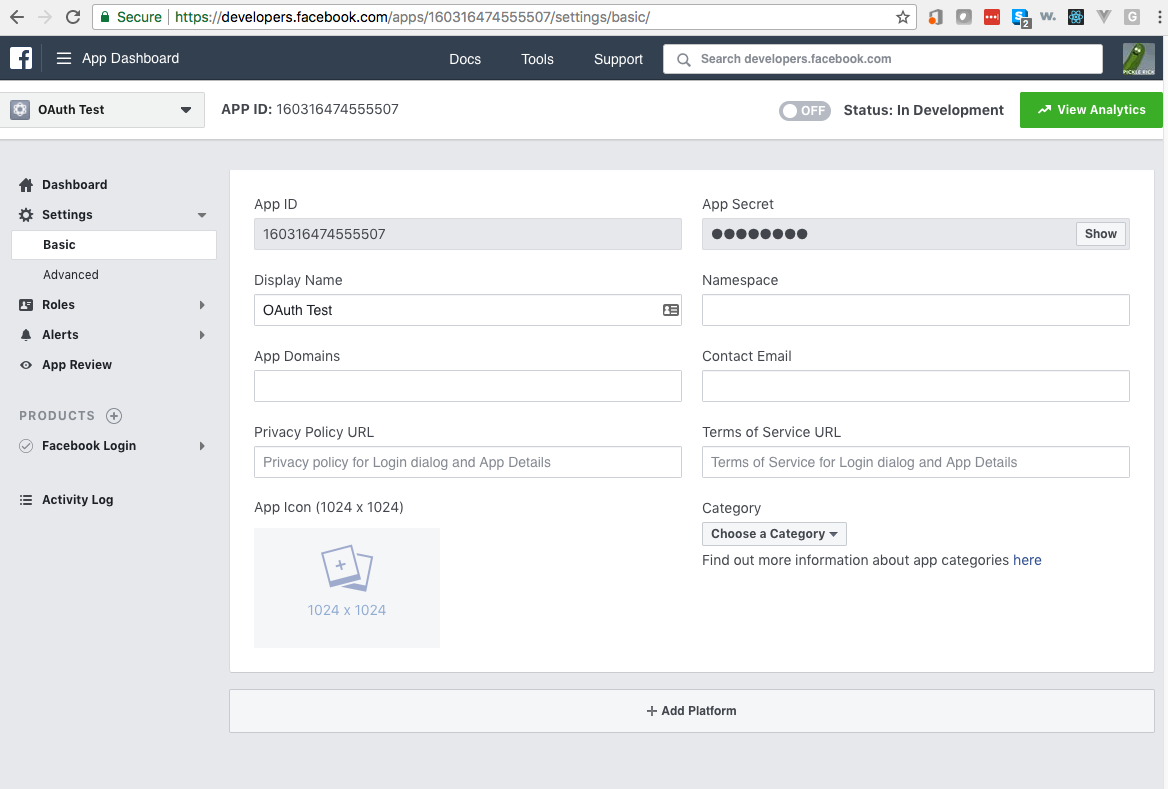 Secure https://developers.facebook.com/apps/160316474555507/settings/basic/
2
W.
G
App Dashboard Docs Tools Support Search developers.facebook.com
PICKLE RICK
OAuth Test APP ID: 160316474555507 OFF Status: In Development View Analytics
Dashboard
Settings
Basic
Advanced
Roles
Alerts
App Review
PRODUCTS
Facebook Login
Activity Log
App ID App Secret
160316474555507 ●●●●●●●● Show
Display Name Namespace
OAuth Test
App Domains Contact Email
Privacy Policy URL Terms of Service URL
Privacy policy for Login dialog and App Details Terms of Service for Login dialog and App Details
App Icon (1024 x 1024) Category
Choose a Category
Find out more information about app categories here
1024 x 1024
+ Add Platform